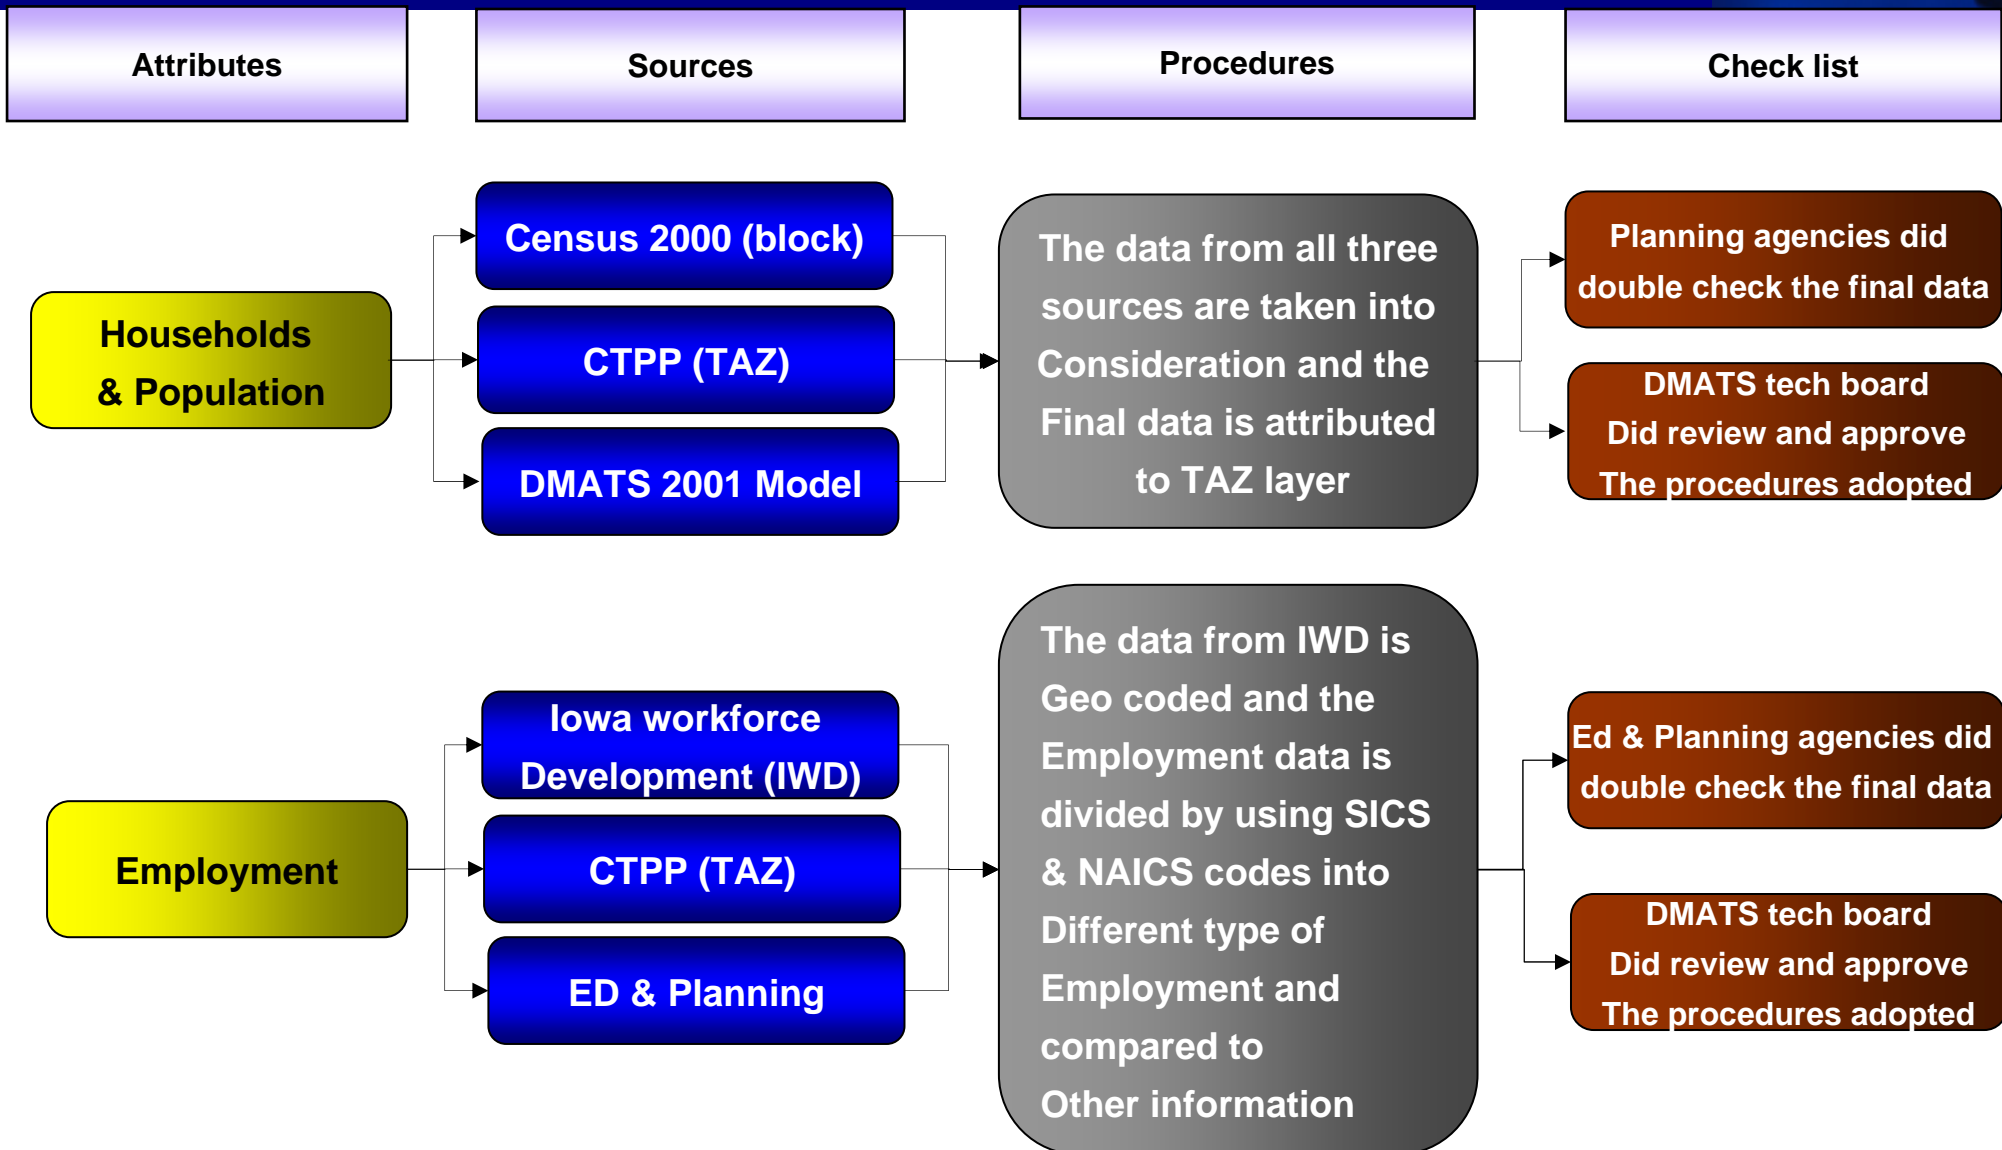 Attributes
Sources
Procedures
Check list
Households
& Population
Census 2000 (block)
CTPP (TAZ)
DMATS 2001 Model
The data from all three
sources are taken into
Consideration and the
Final data is attributed
to TAZ layer
Planning agencies did
double check the final data
DMATS tech board
Did review and approve
The procedures adopted
Employment
Iowa workforce
Development (IWD)
CTPP (TAZ)
ED & Planning
The data from IWD is
Geo coded and the
Employment data is
divided by using SICS
& NAICS codes into
Different type of
Employment and
compared to
Other information
Ed & Planning agencies did
double check the final data
DMATS tech board
Did review and approve
The procedures adopted